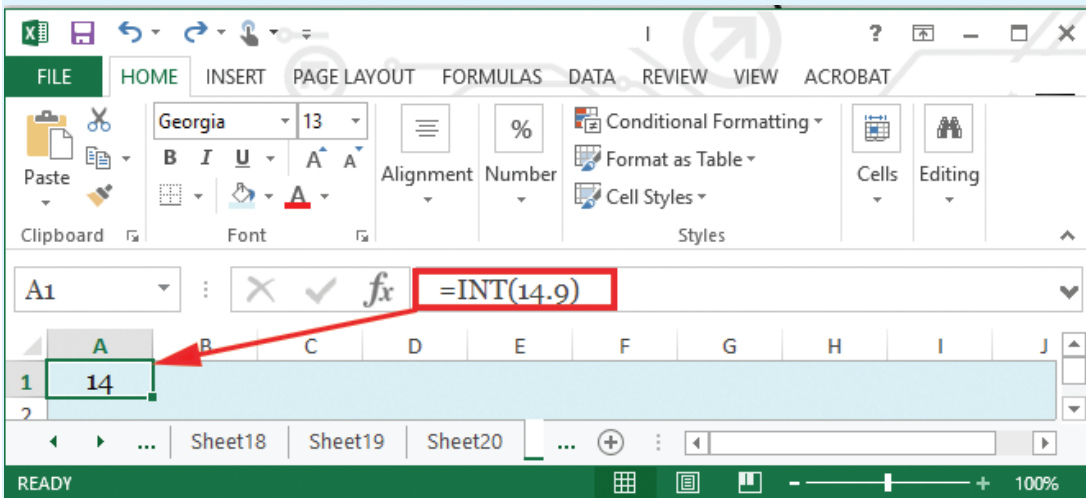 I ?
FILE HOME INSERT PAGE LAYOUT FORMULAS DATA REVIEW VIEW ACROBAT
Georgia 13 % Conditional Formatting
Paste B I U A A Alignment Number Format as Table Cells Editing
A Cell Styles
Clipboard Font Styles
A1 fx =INT(14.9)
A B C D E F G H I J
1 14
2
... Sheet18 Sheet19 Sheet20 ...
READY 100%